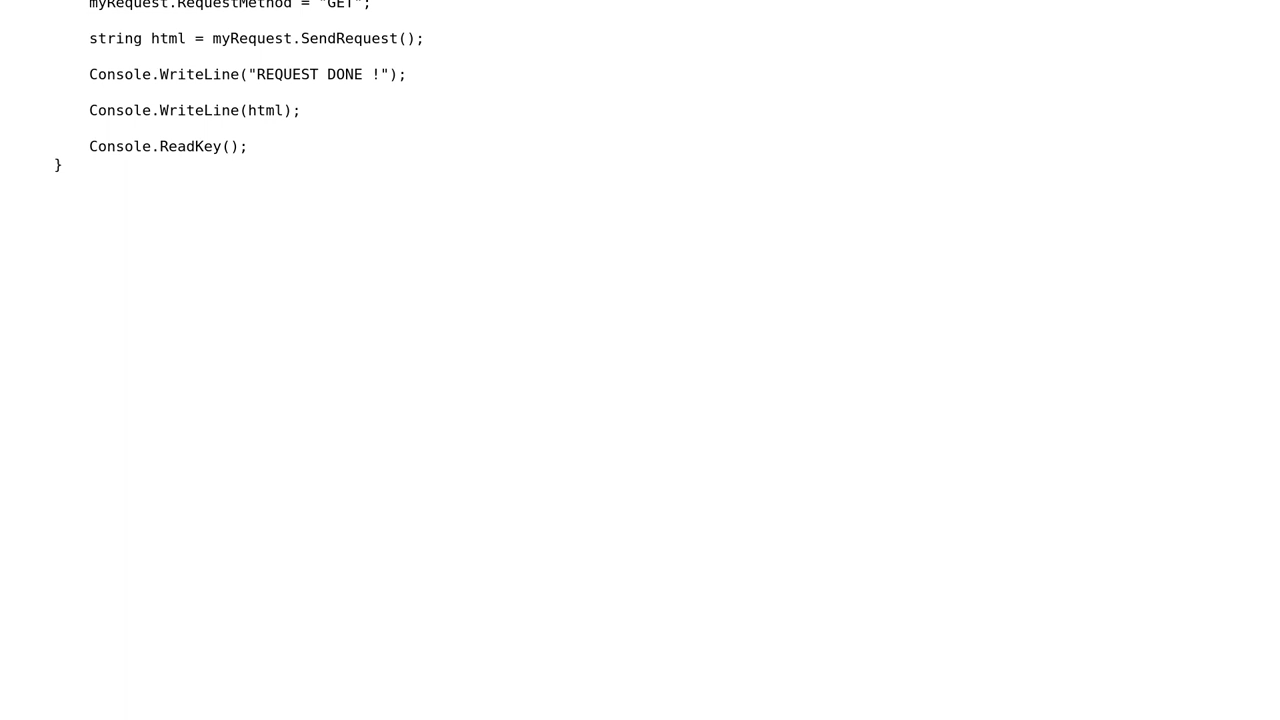 myRequest.RequestMethod = "GET";
string html = myRequest.SendRequest();
Console.WriteLine("REQUEST DONE !");
Console.WriteLine(html);
Console.ReadKey();
}